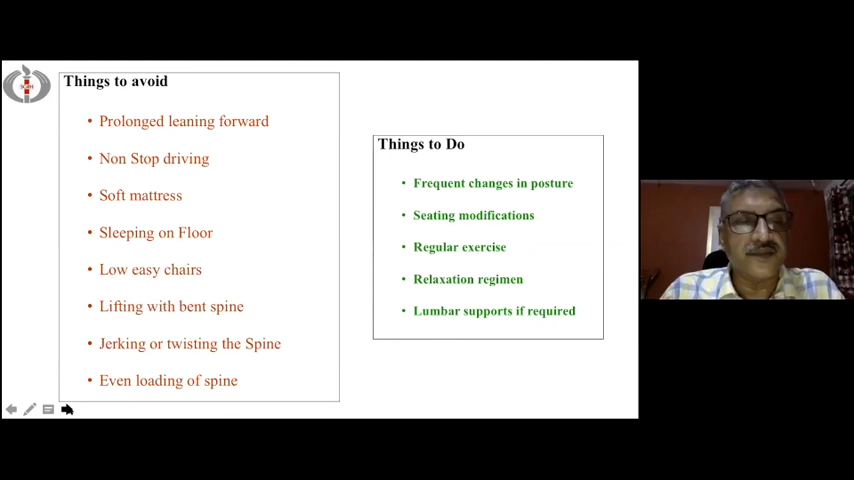 Things to avoid
• Prolonged leaning forward
• Non Stop driving
• Soft mattress
• Sleeping on Floor
• Low easy chairs
• Lifting with bent spine
• Jerking or twisting the Spine
• Even loading of spine
Things to Do
• Frequent changes in posture
• Seating modifications
• Regular exercise
• Relaxation regimen
• Lumbar supports if required